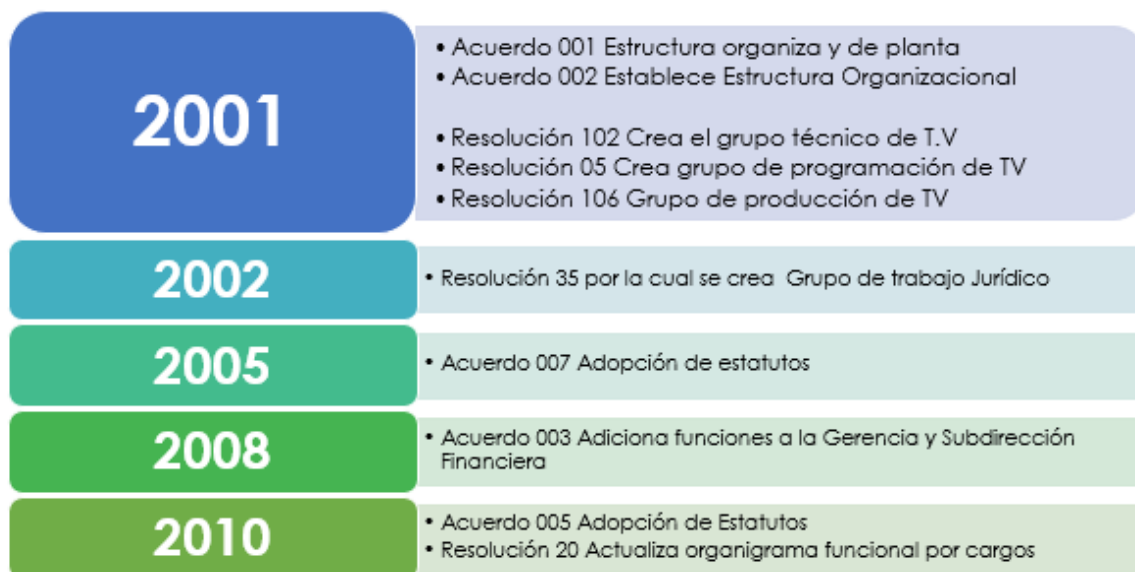 2001
• Acuerdo 001 Estructura organiza y de planta
• Acuerdo 002 Establece Estructura Organizacional
• Resolución 102 Crea el grupo técnico de T.V
• Resolución 05 Crea grupo de programación de TV
• Resolución 106 Grupo de producción de TV
2002
• Resolución 35 por la cual se crea Grupo de trabajo Jurídico
2005
• Acuerdo 007 Adopción de estatutos
2008
• Acuerdo 003 Adiciona funciones a la Gerencia y Subdirección
Financiera
2010
• Acuerdo 005 Adopción de Estatutos
• Resolución 20 Actualiza organigrama funcional por cargos